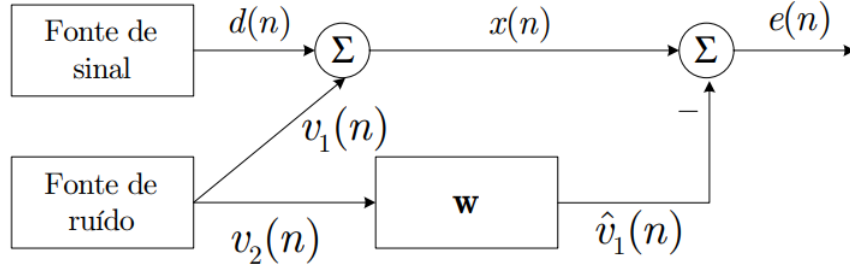 Fonte de
sinal
d(n)
Σ
x(n)
Σ
e(n)
−
v₁(n)
Fonte de
ruído
v₂(n)
w
v̂₁(n)